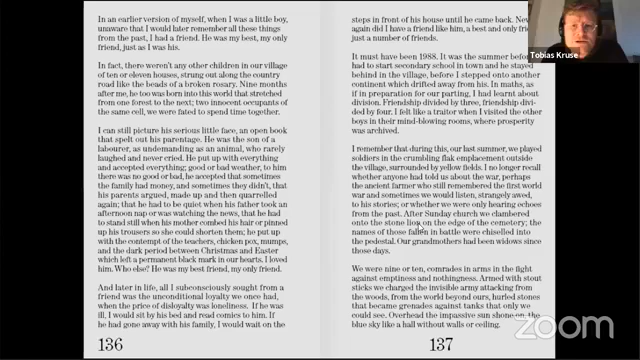 In an earlier version of myself, when I was a little boy,
unaware that I would later remember all these things
from the past, I had a friend. He was my best, my only
friend, just as I was his.
In fact, there weren't any other children in our village
of ten or eleven houses, strung out along the country
road like the beads of a broken rosary. Nine months
after me, he too was born into this world that stretched
from one forest to the next; two innocent occupants of
the same cell, we were fated to spend time together.
I can still picture his serious little face, an open book
that spelt out his parentage. He was the son of a
labourer, as undemanding as an animal, who rarely
laughed and never cried. He put up with everything
and accepted everything; good or bad weather, to him
there was no good or bad, he accepted that sometimes
the family had money, and sometimes they didn't, that
his parents argued, made up and then quarrelled
again; that he had to be quiet when his father took an
afternoon nap or was watching the news, that he had
to stand still when his mother combed his hair or pinned
up his trousers so she could shorten them; he put up
with the contempt of the teachers, chicken pox, mumps,
and the dark period between Christmas and Easter
which left a permanent black mark in our hearts. I loved
him. Who else? He was my best friend, my only friend.
And later in life, all I subconsciously sought from a
friend was the unconditional loyalty we once had,
when the price of disloyalty was loneliness. If he was
ill, I would sit by his bed and read comics to him. If
he had gone away with his family, I would wait on the
136
steps in front of his house until he came back.
again did I have a friend like him, a best and only
just a number of friends.
It must have been 1988. It was the summer before
had to start secondary school in town and he stayed
behind in the village, before I stepped onto another
continent which drifted away from his. In maths, as
if in preparation for our parting, I had learnt about
division. Friendship divided by three, friendship divi-
ded by four. I felt like a traitor when I visited the other
boys in their mind-blowing rooms, where prosperity
was archived.
I remember that during this, our last summer, we played
soldiers in the crumbling flak emplacement outside
the village, surrounded by yellow fields. I no longer
recall whether anyone had told us about the war, perhaps
the ancient farmer who still remembered the first world
war and sometimes we would listen, strangely awed,
to his stories; or whether we were only hearing echoes
from the past. After Sunday church we clambered
onto the stone lion on the edge of the cemetery; the
names of those fallen in battle were chiselled into
the pedestal. Our grandmothers had been widows since
those days.
We were nine or ten, comrades in arms in the fight
against emptiness and nothingness. Armed with stout
sticks we charged the invisible army attacking from
the woods, from the world beyond ours, hurled stones
that became grenades against tanks that only we
could see. Overhead the impassive sun shone on, the
blue sky like a hall without walls or ceiling.
137
Tobias Kruse
zoom